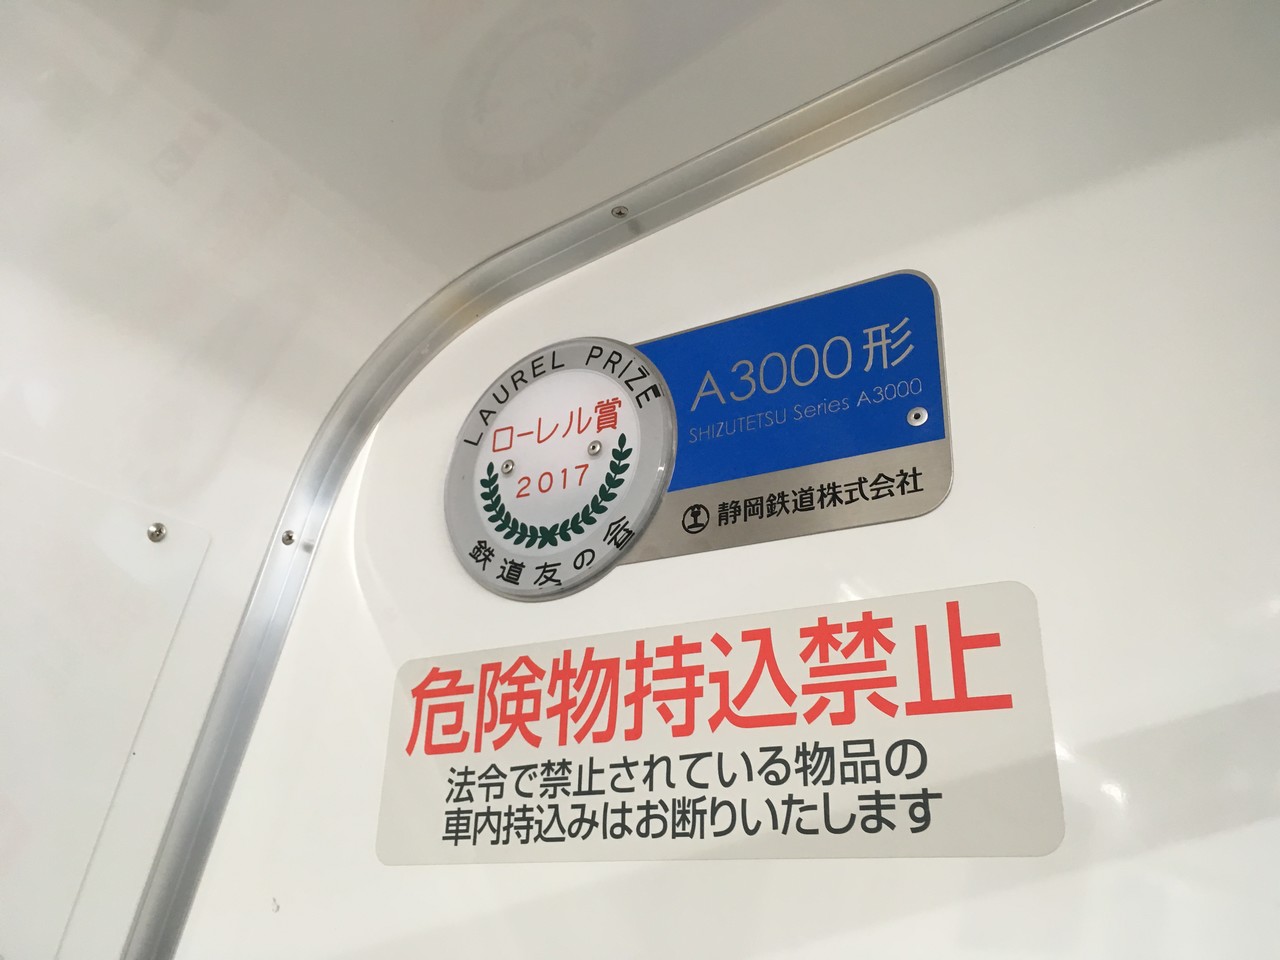 LAUREL PRIZE
ローレル賞
2017
鉄道友の会
A3000形
SHIZUTETSU Series A3000
静岡鉄道株式会社
危険物持込禁止
法令で禁止されている物品の
車内持込みはお断りいたします